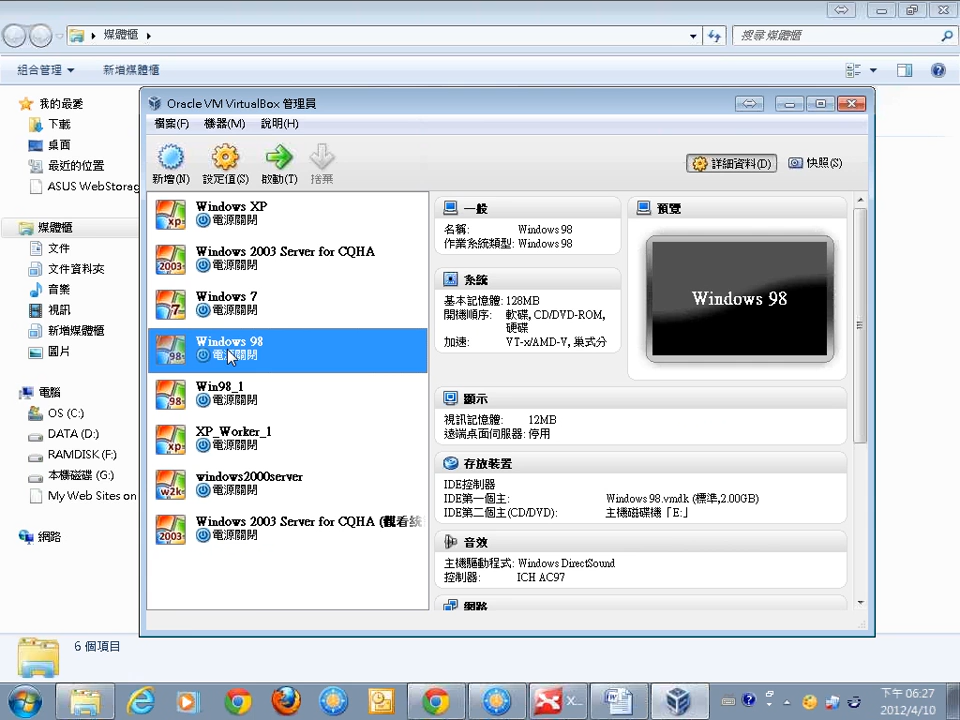 媒體櫃
搜尋 媒體櫃
組合管理
新增媒體櫃
我的最愛
下載
桌面
最近的位置
ASUS WebStorag
媒體櫃
文件
文件資料夾
音樂
視訊
新增媒體櫃
圖片
電腦
OS (C:)
DATA (D:)
RAMDISK (F:)
本機磁碟 (G:)
My Web Sites on
網路
6 個項目
Oracle VM VirtualBox 管理員
檔案(F) 機器(M) 說明(H)
新增(N) 設定值(S) 啟動(T) 捨棄
詳細資料(D) 快照(S)
Windows XP
電源關閉
Windows 2003 Server for CQHA
電源關閉
Windows 7
電源關閉
Windows 98
電源關閉
Win98_1
電源關閉
XP_Worker_1
電源關閉
windows2000server
電源關閉
Windows 2003 Server for CQHA (觀看統
電源關閉
一般
名稱: Windows 98
作業系統類型: Windows 98
預覽
Windows 98
系統
基本記憶體: 128MB
開機順序: 軟碟, CD/DVD-ROM,
硬碟
加速: VT-x/AMD-V, 巢式分
顯示
視訊記憶體: 12MB
遠端桌面伺服器: 停用
存放裝置
IDE控制器
IDE第一個主: Windows 98.vmdk (標準,2.00GB)
IDE第二個主(CD/DVD): 主機磁碟機「E:」
音效
主機驅動程式: Windows DirectSound
控制器: ICH AC97
網路
下午 06:27
2012/4/10